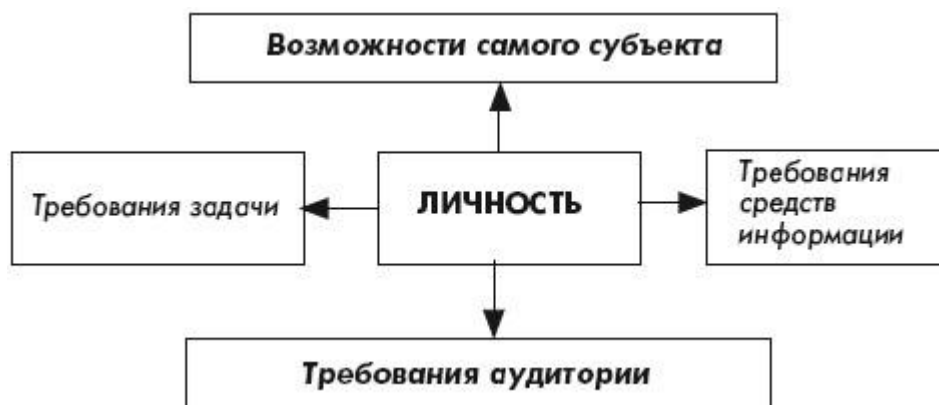 Возможности самого субъекта
Требования задачи
ЛИЧНОСТЬ
Требования
средств
информации
Требования аудитории